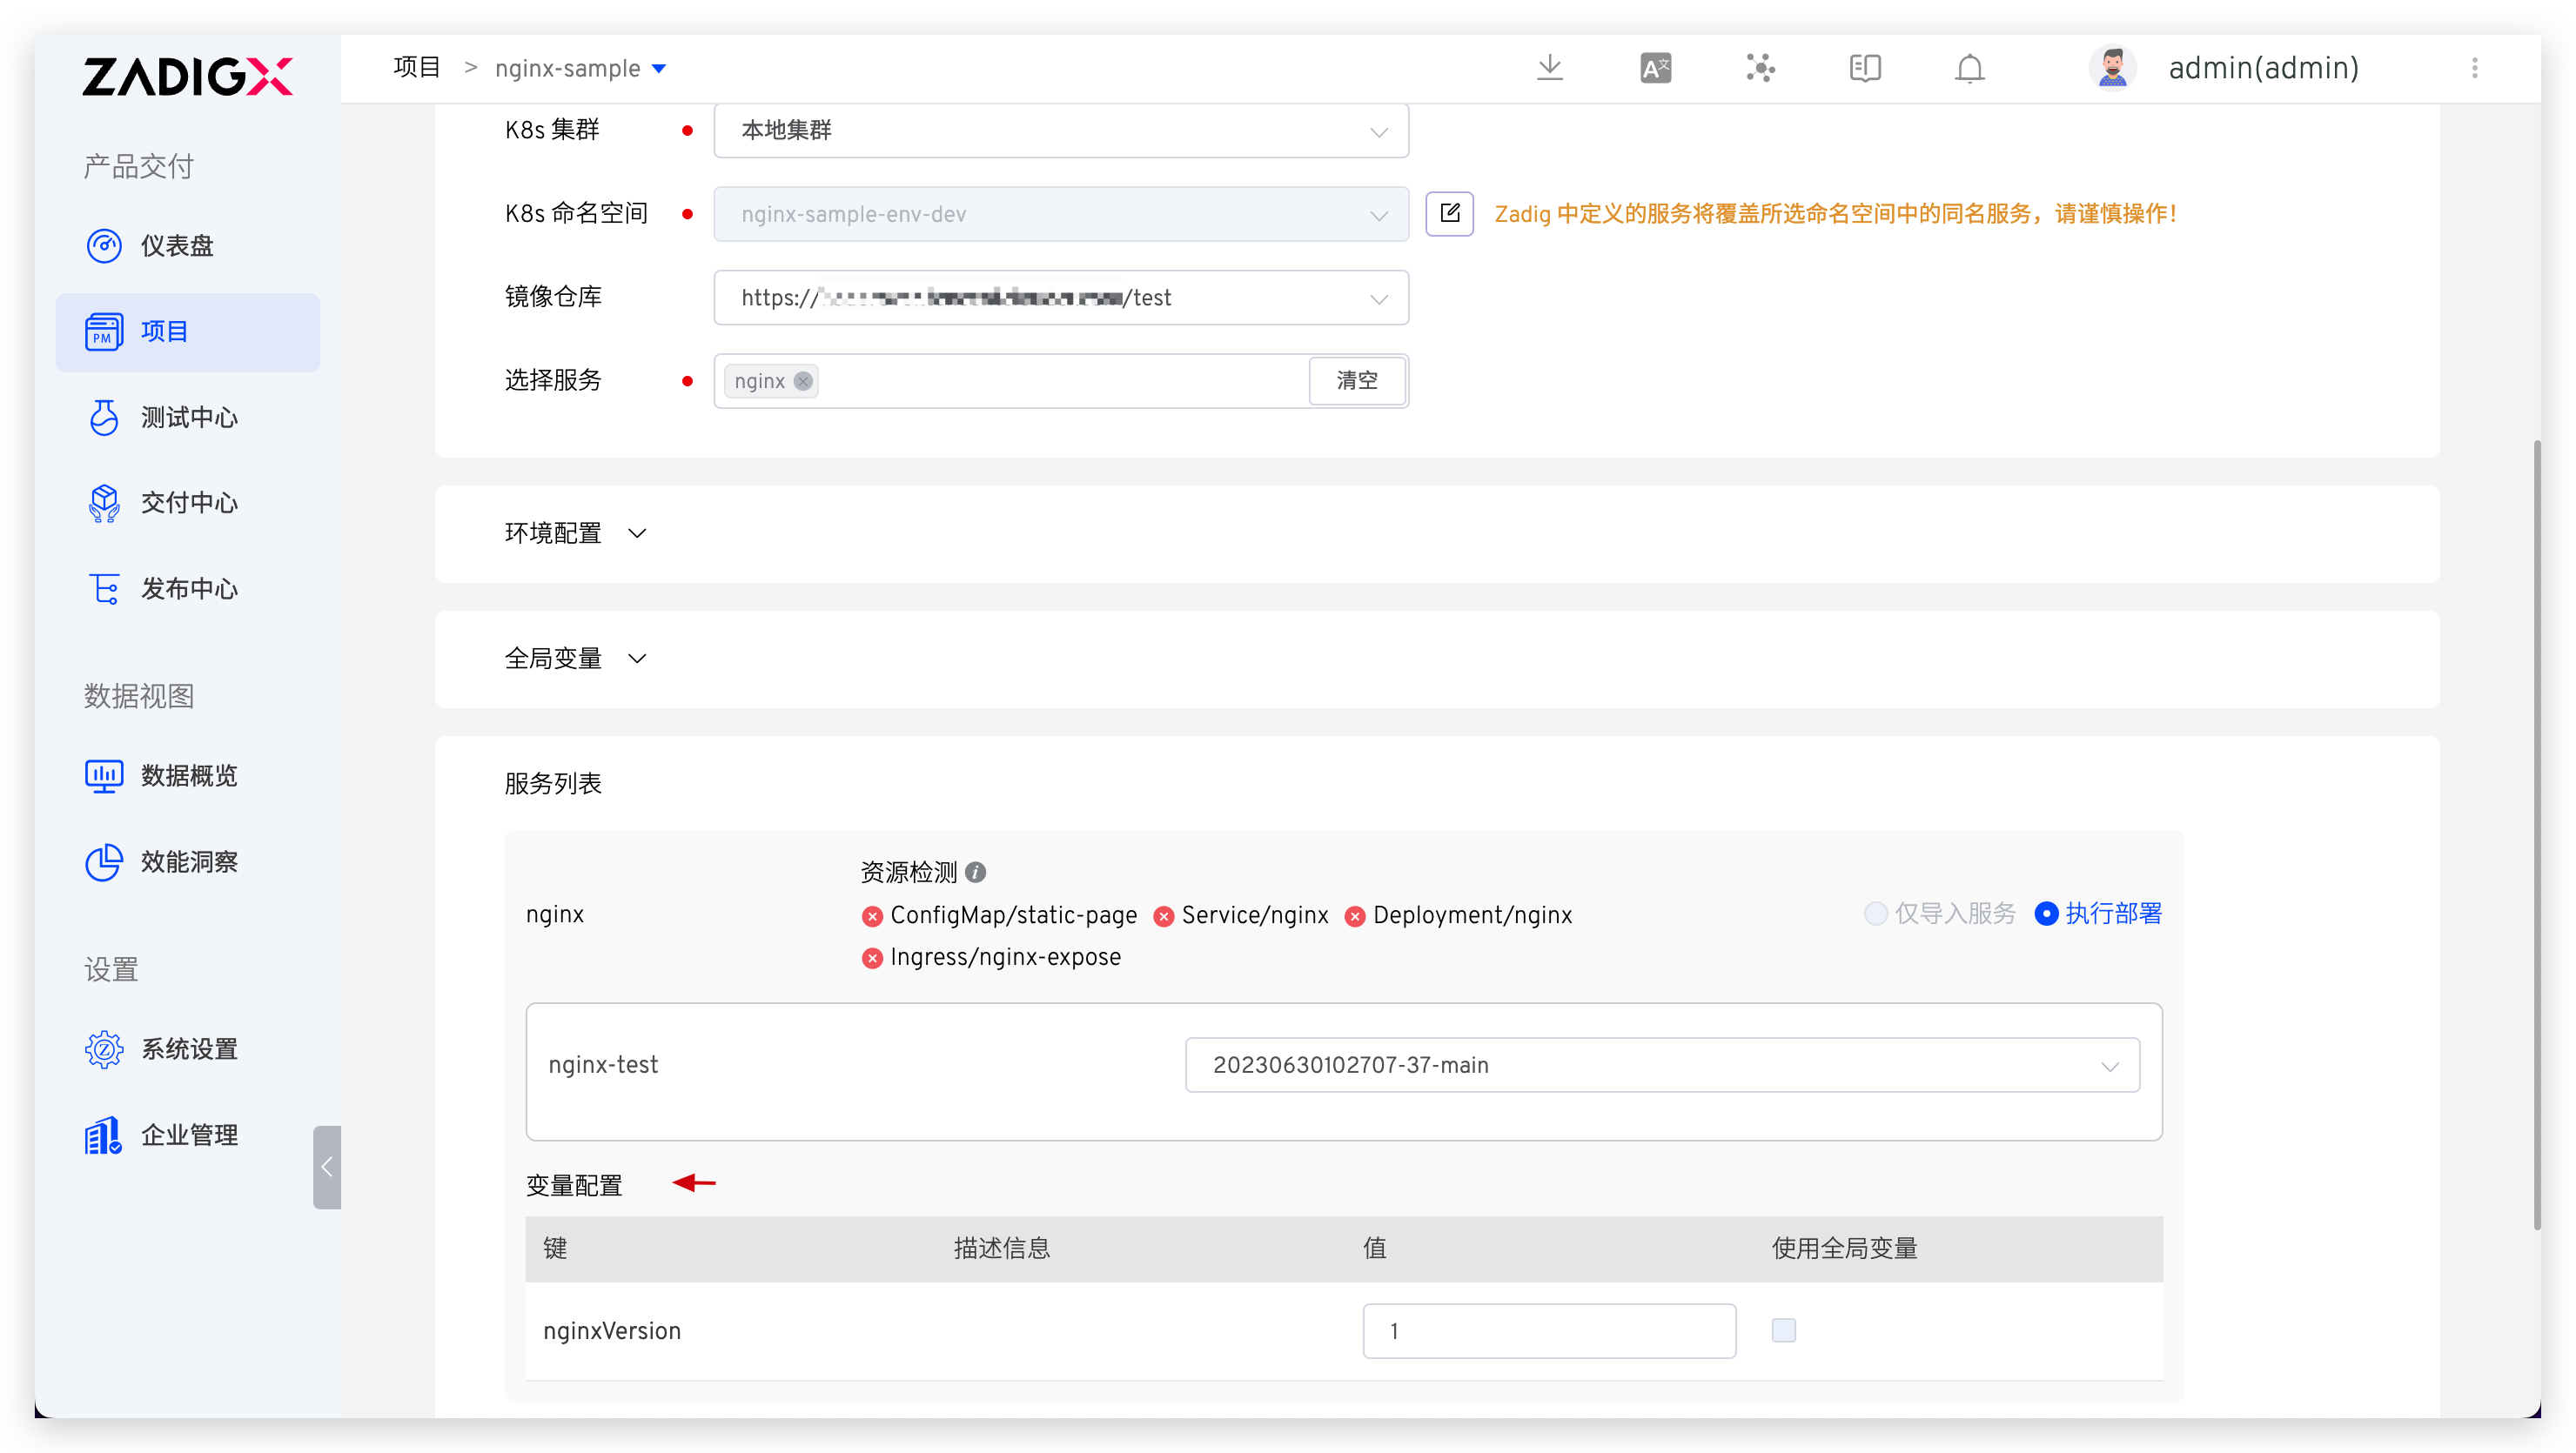 ZADIGX
项目 > nginx-sample
A文
admin(admin)
产品交付
仪表盘
PM 项目
测试中心
交付中心
发布中心
数据视图
数据概览
效能洞察
设置
Z 系统设置
企业管理
K8s 集群 本地集群
K8s 命名空间 nginx-sample-env-dev Zadig 中定义的服务将覆盖所选命名空间中的同名服务，请谨慎操作！
镜像仓库 https:// /test
选择服务 nginx 清空
环境配置
全局变量
服务列表
资源检测 i
nginx ConfigMap/static-page Service/nginx Deployment/nginx 仅导入服务 执行部署
Ingress/nginx-expose
nginx-test 20230630102707-37-main
变量配置
键 描述信息 值 使用全局变量
nginxVersion 1